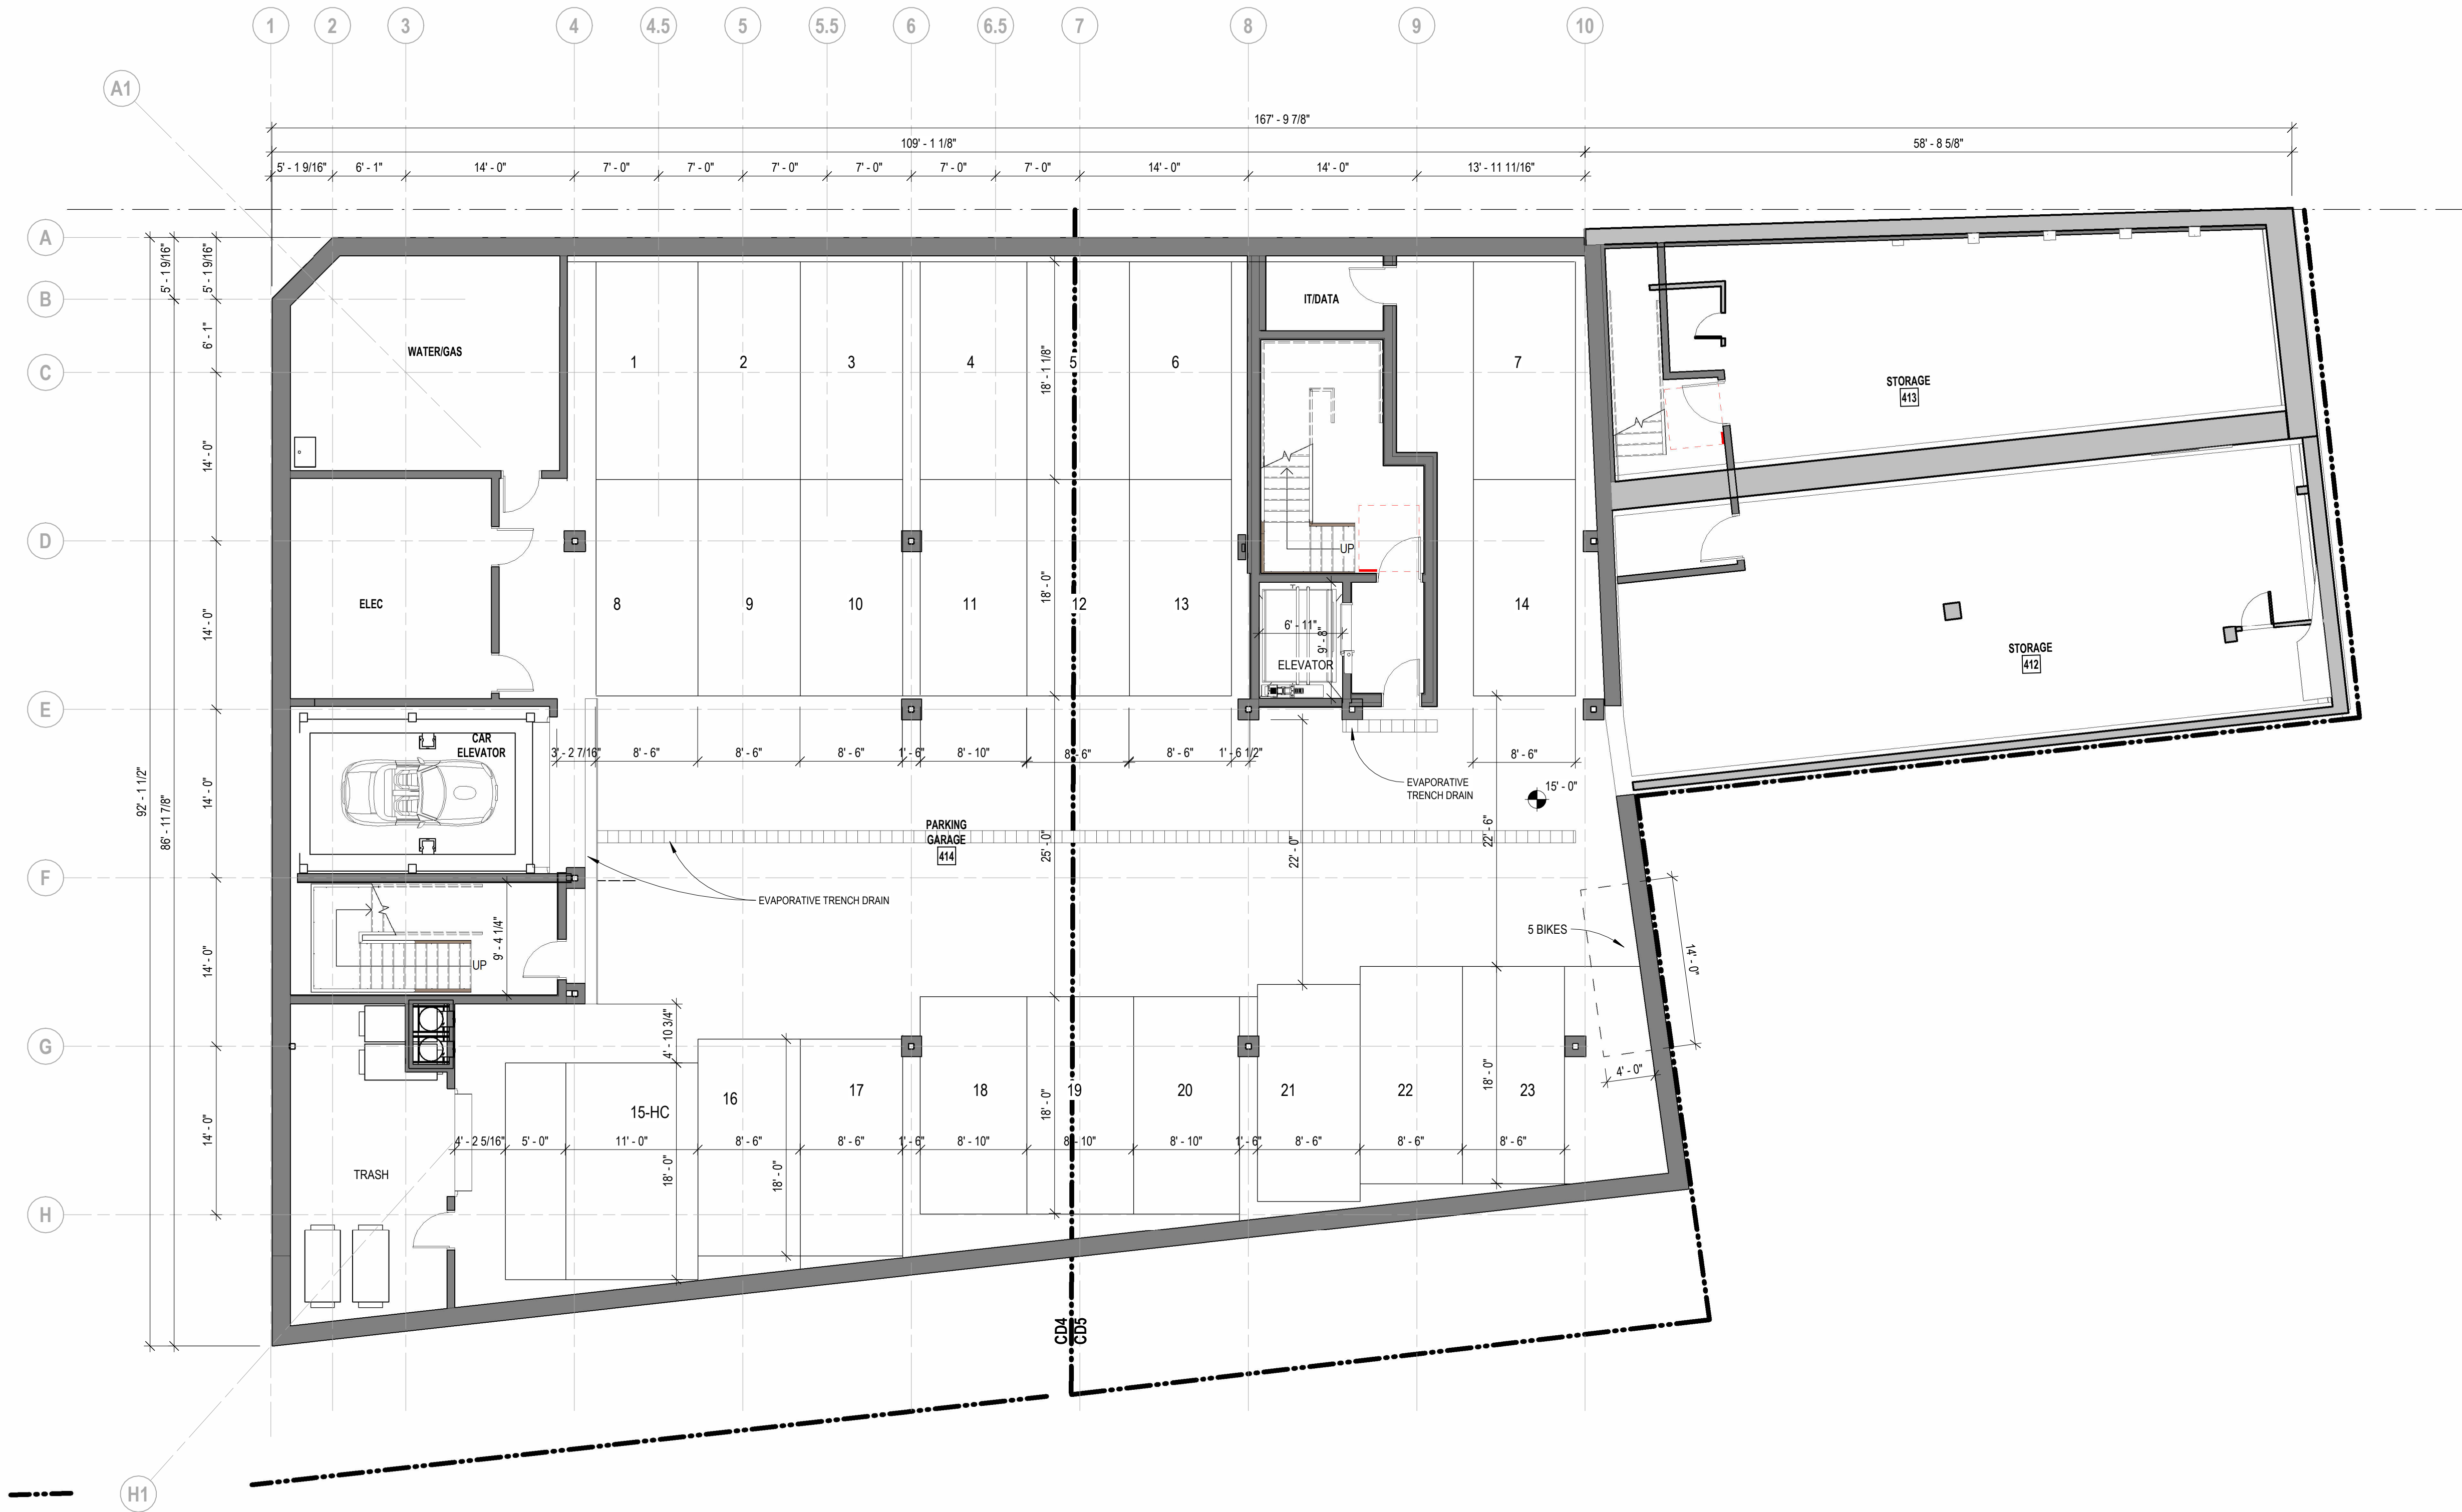 1 2 3 4 4.5 5 5.5 6 6.5 7 8 9 10
A1
167' - 9 7/8"
109' - 1 1/8" 58' - 8 5/8"
5' - 1 9/16" 6' - 1" 14' - 0" 7' - 0" 7' - 0" 7' - 0" 7' - 0" 7' - 0" 7' - 0" 14' - 0" 14' - 0" 13' - 11 11/16"
A
5' - 1 9/16" 5' - 1 9/16"
B
IT/DATA
6' - 1"
WATER/GAS
1 2 3 4 5 6 7
18' - 1 1/8"
C
STORAGE
413
14' - 0"
D
UP
ELEC
8 9 10 11 12 13 14
18' - 0"
14' - 0"
6' - 11"
9' - 8"
ELEVATOR
STORAGE
412
E
CAR
ELEVATOR
3' - 2 7/16" 8' - 6" 8' - 6" 8' - 6" 1' - 6" 8' - 10" 8' - 6" 8' - 6" 1' - 6 1/2" 8' - 6"
EVAPORATIVE
TRENCH DRAIN
15' - 0"
92' - 1 1/2"
86' - 11 7/8"
14' - 0"
PARKING
GARAGE
414
25' - 0"
22' - 0"
22' - 6"
F
EVAPORATIVE TRENCH DRAIN
9' - 4 1/4"
5 BIKES
14' - 0"
14' - 0"
UP
4' - 10 3/4"
G
4' - 0"
15-HC 16 17 18 19 20 21 22 23
18' - 0"
18' - 0"
14' - 0"
4' - 2 5/16" 5' - 0" 11' - 0" 8' - 6" 8' - 6" 1' - 6" 8' - 10" 8' - 10" 8' - 10" 1' - 6" 8' - 6" 8' - 6" 8' - 6"
18' - 0"
18' - 0"
TRASH
H
CD4
CD5
H1